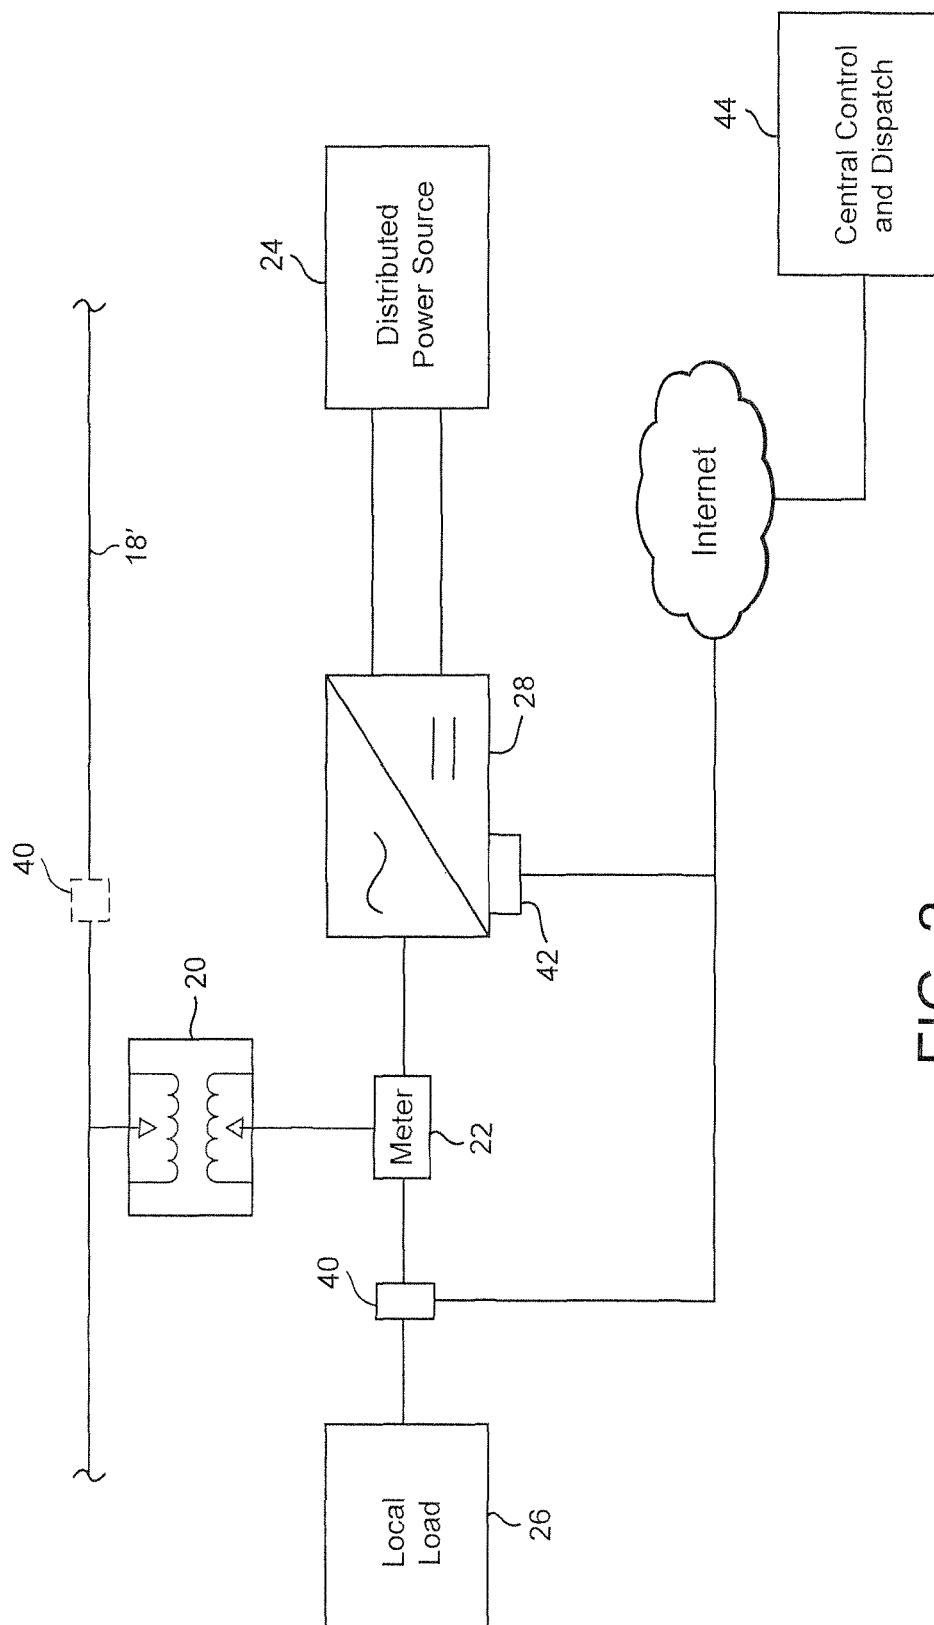 40
18'
20
24
40
Local
Load
Meter
Distributed
Power Source
22
28
26
42
Internet
44
Central Control
and Dispatch
FIG.